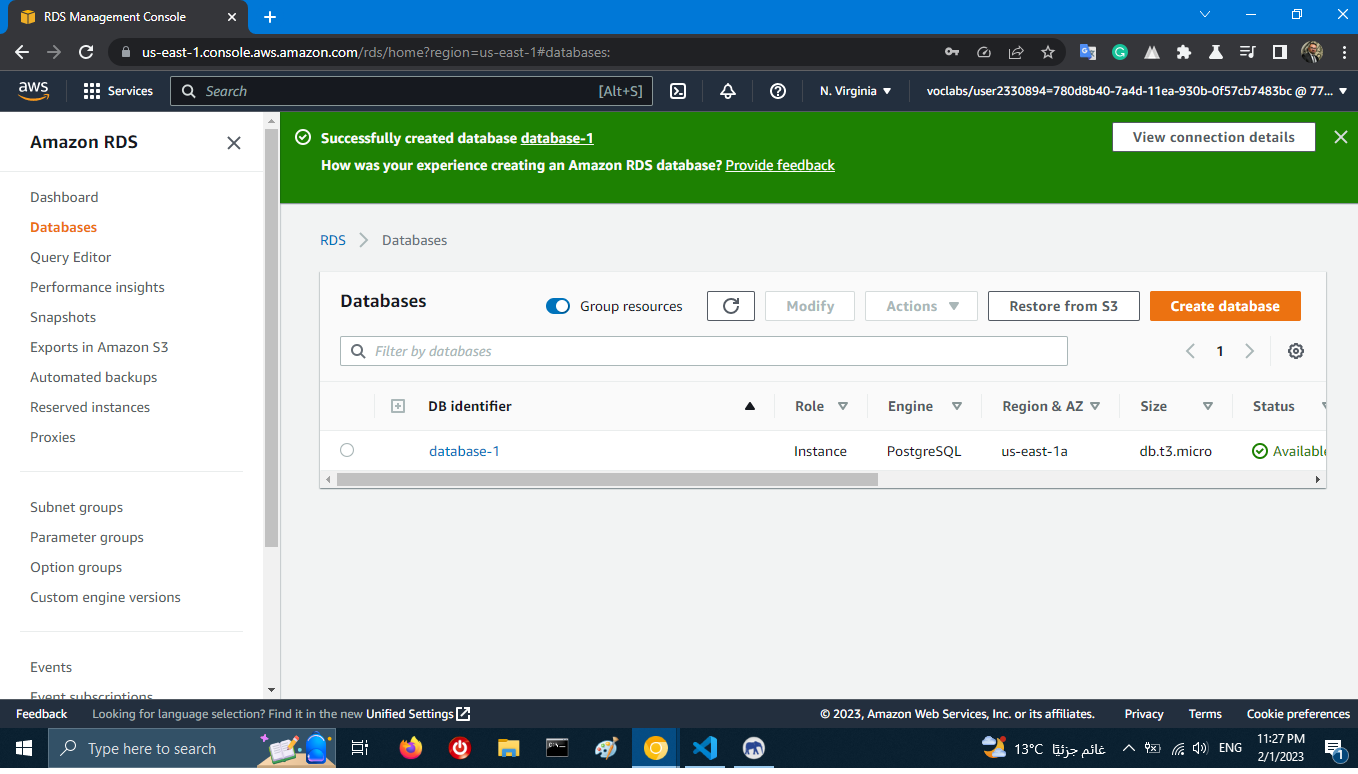 RDS Management Console
us-east-1.console.aws.amazon.com/rds/home?region=us-east-1#databases:
aws
Services
Search
[Alt+S]
N. Virginia
voclabs/user2330894=780d8b40-7a4d-11ea-930b-0f57cb7483bc @ 77...
Amazon RDS
Dashboard
Databases
Query Editor
Performance insights
Snapshots
Exports in Amazon S3
Automated backups
Reserved instances
Proxies
Subnet groups
Parameter groups
Option groups
Custom engine versions
Events
Event subscriptions
Successfully created database database-1
How was your experience creating an Amazon RDS database? Provide feedback
View connection details
RDS
Databases
Databases
Group resources
Modify
Actions
Restore from S3
Create database
Filter by databases
1
DB identifier
Role
Engine
Region & AZ
Size
Status
database-1
Instance
PostgreSQL
us-east-1a
db.t3.micro
Available
Feedback
Looking for language selection? Find it in the new Unified Settings
© 2023, Amazon Web Services, Inc. or its affiliates.
Privacy
Terms
Cookie preferences
Type here to search
13°C
غائم جزئيًا
ENG
11:27 PM
2/1/2023
1